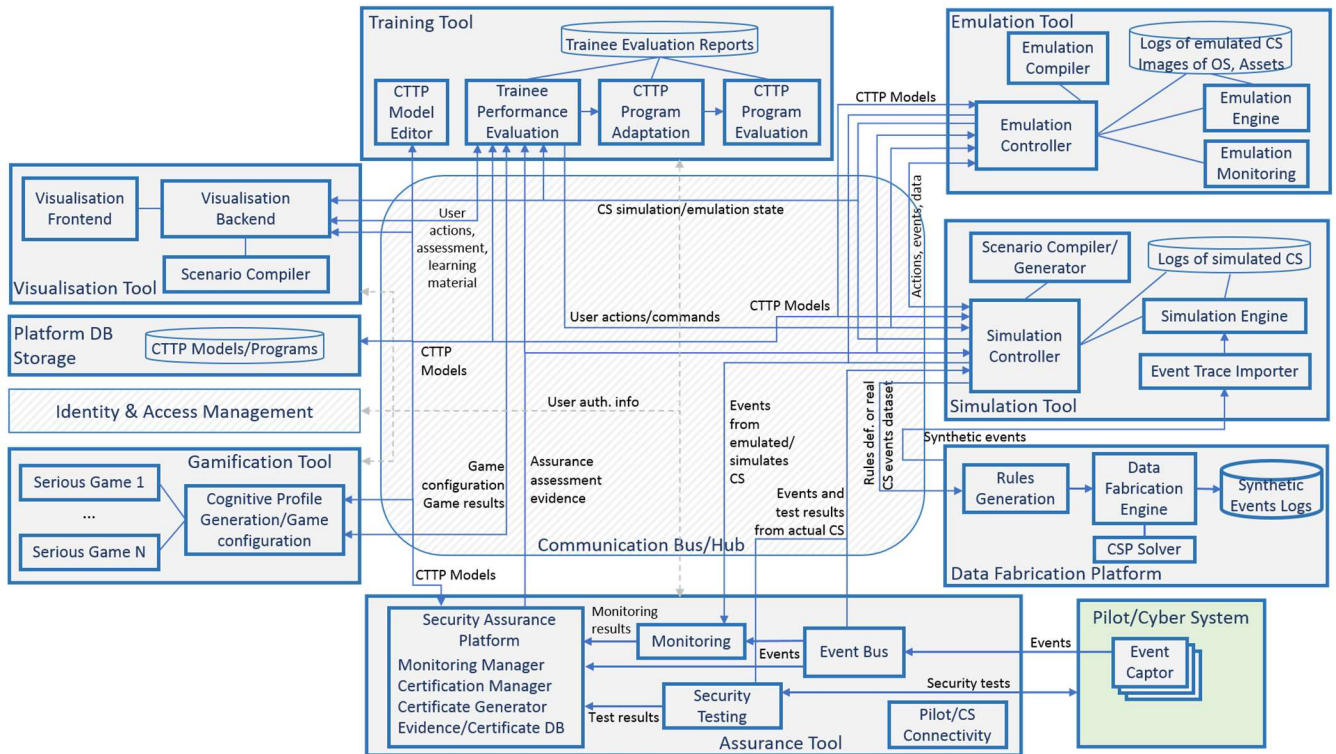 Training Tool
Trainee Evaluation Reports
CTTP
Model
Editor
Trainee
Performance
Evaluation
CTTP
Program
Adaptation
CTTP
Program
Evaluation
Emulation Tool
Emulation
Compiler
Logs of emulated CS
Images of OS, Assets
CTTP Models
Emulation
Controller
Emulation
Engine
Emulation
Monitoring
Visualisation
Frontend
Visualisation
Backend
Scenario Compiler
Visualisation Tool
User
actions,
assessment,
learning
material
CS simulation/emulation state
Actions, events, data
Scenario Compiler/
Generator
Logs of simulated CS
CTTP Models
User actions/commands
Simulation
Controller
Simulation Engine
Event Trace Importer
Simulation Tool
Platform DB
Storage
CTTP Models/Programs
CTTP
Models
Identity & Access Management
User auth. info
Events
from
emulated/
simulates
CS
Rules def. or real
CS events dataset
Synthetic events
Gamification Tool
Serious Game 1
...
Serious Game N
Cognitive Profile
Generation/Game
configuration
Game
configuration
Game results
Assurance
assessment
evidence
Events and
test results
from actual CS
Communication Bus/Hub
Rules
Generation
Data
Fabrication
Engine
Synthetic
Events Logs
CSP Solver
Data Fabrication Platform
CTTP Models
Security Assurance
Platform
Monitoring Manager
Certification Manager
Certificate Generator
Evidence/Certificate DB
Monitoring
results
Monitoring
Events
Event Bus
Test results
Security
Testing
Security tests
Events
Pilot/CS
Connectivity
Assurance Tool
Pilot/Cyber System
Event
Captor